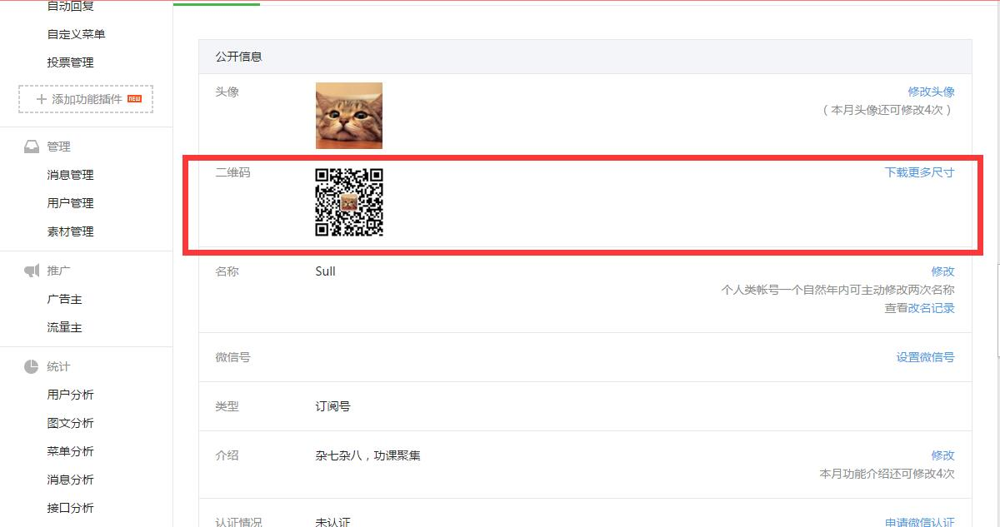 自动回复
自定义菜单
投票管理
添加功能插件 NEW
管理
消息管理
用户管理
素材管理
推广
广告主
流量主
统计
用户分析
图文分析
菜单分析
消息分析
接口分析
公开信息
头像
修改头像
（本月头像还可修改4次）
二维码
下载更多尺寸
名称
Sull
修改
个人类帐号一个自然年内可主动修改两次名称
查看改名记录
微信号
设置微信号
类型
订阅号
介绍
杂七杂八，功课聚集
修改
本月功能介绍还可修改4次
认证情况
未认证
申请微信认证